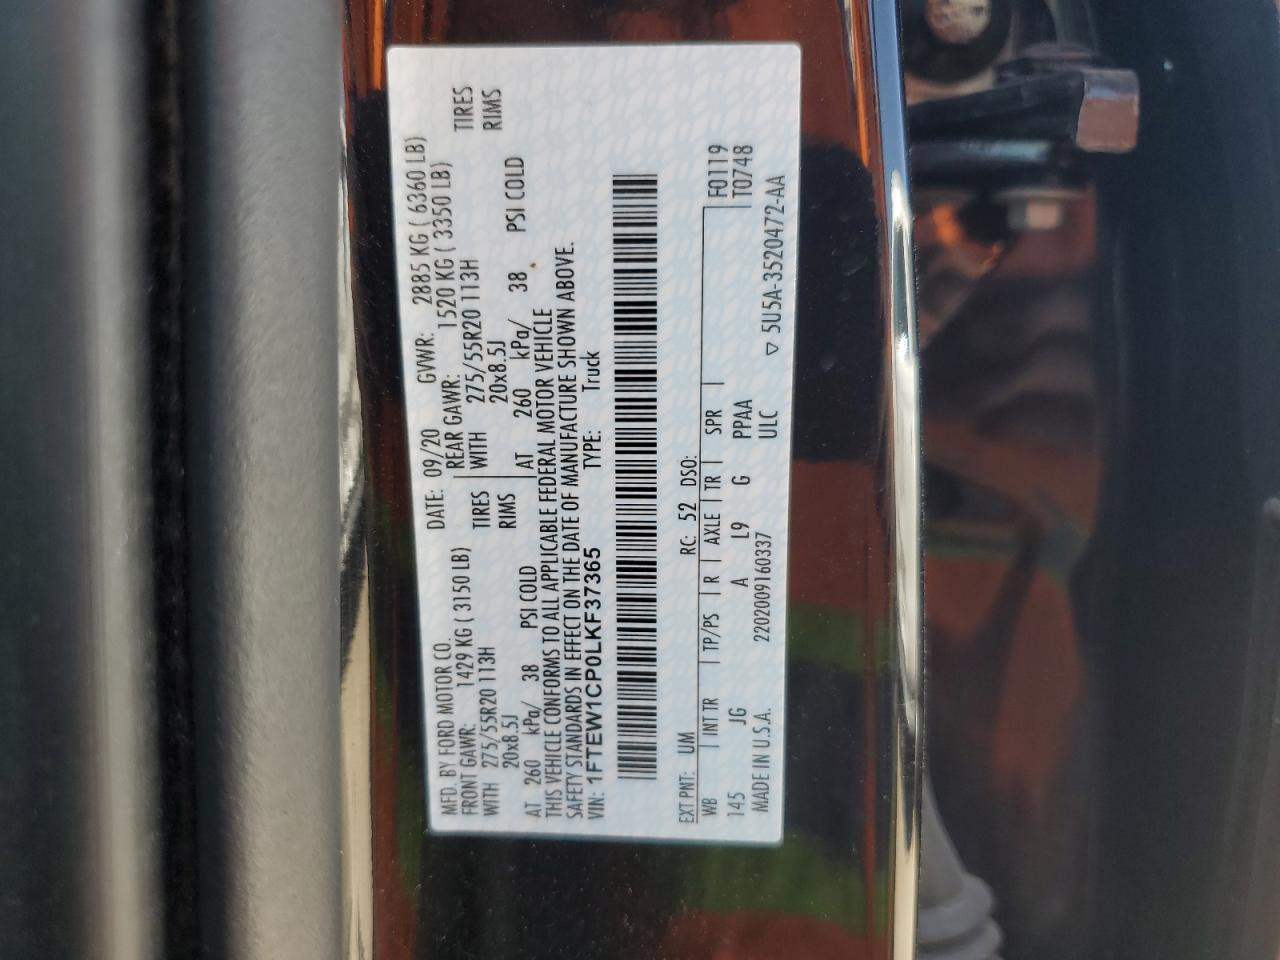 MFD. BY FORD MOTOR CO. DATE: 09/20 GVWR: 2885 KG ( 6360 LB)
FRONT GAWR: 1429 KG ( 3150 LB) REAR GAWR: 1520 KG ( 3350 LB)
WITH 275/55R20 113H TIRES WITH 275/55R20 113H TIRES
20x8.5J RIMS 20x8.5J RIMS
AT 260 kPa/ 38 PSI COLD AT 260 kPa/ 38 PSI COLD
THIS VEHICLE CONFORMS TO ALL APPLICABLE FEDERAL MOTOR VEHICLE
SAFETY STANDARDS IN EFFECT ON THE DATE OF MANUFACTURE SHOWN ABOVE.
VIN: 1FTEW1CP0LKF37365 TYPE: Truck
EXT PNT: UM RC: 52 DSO:
WB | INT TR | TP/PS | R | AXLE | TR | SPR | F0119
145 JG A L9 G PPAA T0748
MADE IN U.S.A. 2202009160337 ULC
▽ 5U5A-3520472-AA